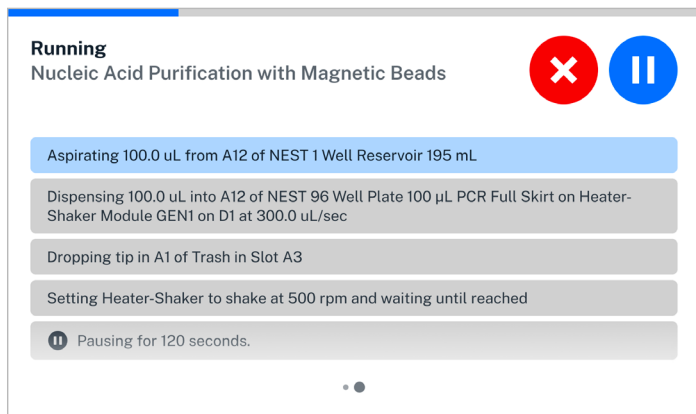 Running
Nucleic Acid Purification with Magnetic Beads
Aspirating 100.0 uL from A12 of NEST 1 Well Reservoir 195 mL
Dispensing 100.0 uL into A12 of NEST 96 Well Plate 100 µL PCR Full Skirt on Heater-
Shaker Module GEN1 on D1 at 300.0 uL/sec
Dropping tip in A1 of Trash in Slot A3
Setting Heater-Shaker to shake at 500 rpm and waiting until reached
Pausing for 120 seconds.